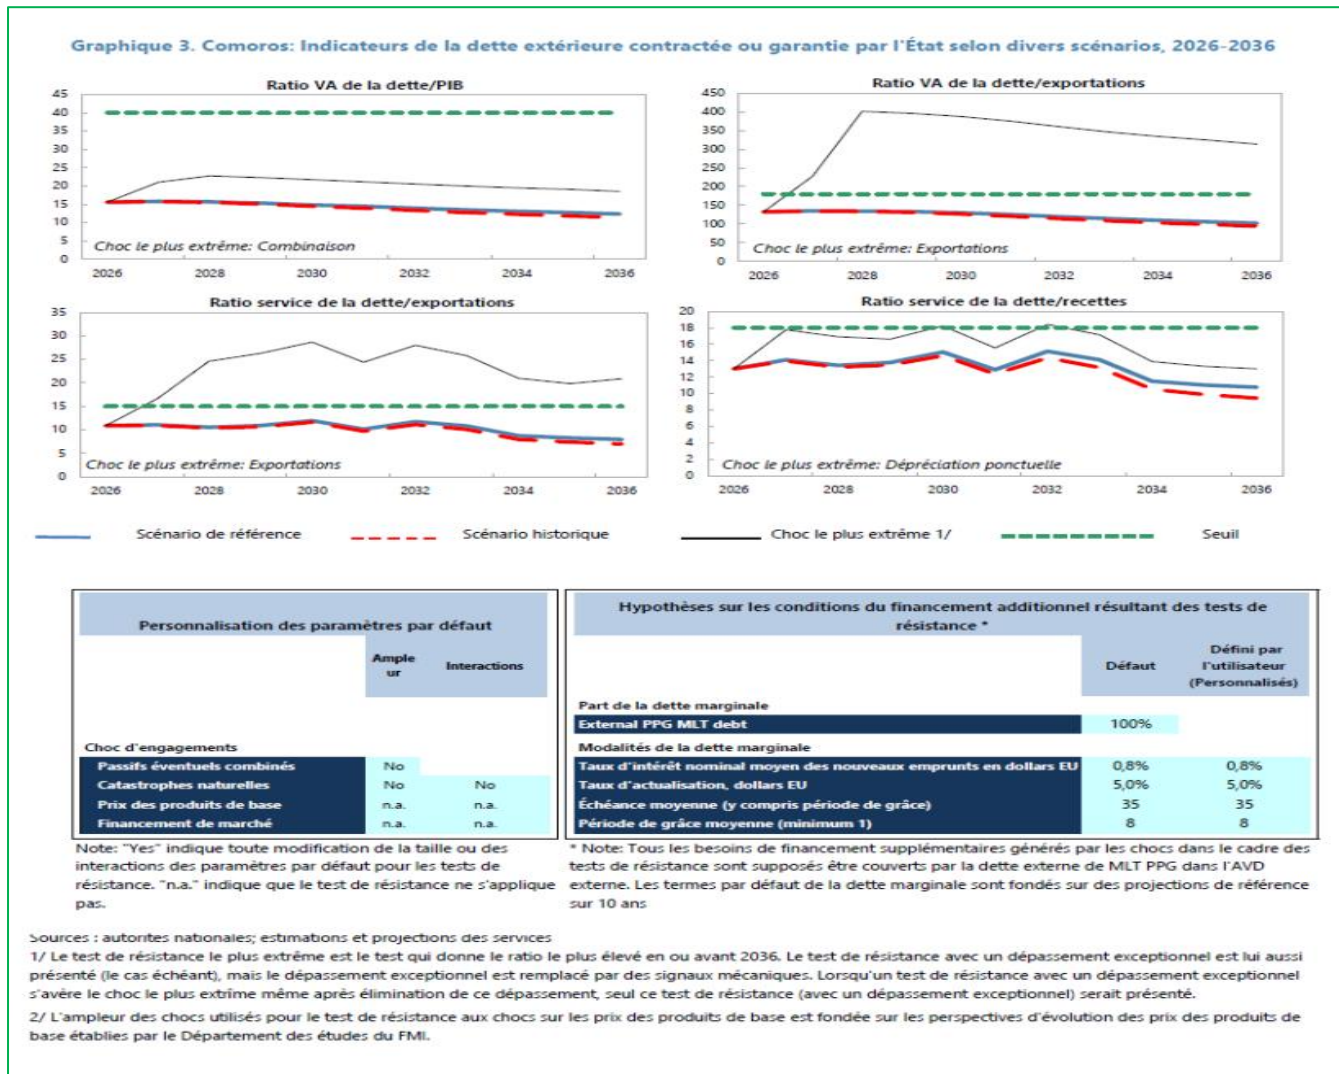 Graphique 3. Comoros: Indicateurs de la dette extérieure contractée ou garantie par l'État selon divers scénarios, 2026-2036
Ratio VA de la dette/PIB
45
40
35
30
25
20
15
10
5
0
Choc le plus extrême: Combinaison
2026 2028 2030 2032 2034 2036
Ratio VA de la dette/exportations
450
400
350
300
250
200
150
100
50
0
Choc le plus extrême: Exportations
2026 2028 2030 2032 2034 2036
Ratio service de la dette/exportations
35
30
25
20
15
10
5
0
Choc le plus extrême: Exportations
2026 2028 2030 2032 2034 2036
Ratio service de la dette/recettes
20
18
16
14
12
10
8
6
4
2
0
Choc le plus extrême: Dépréciation ponctuelle
2026 2028 2030 2032 2034 2036
Scénario de référence Scénario historique Choc le plus extrême 1/ Seuil
Personnalisation des paramètres par défaut
Ample
ur Interactions
Choc d'engagements
Passifs éventuels combinés No
Catastrophes naturelles No No
Prix des produits de base n.a. n.a.
Financement de marché n.a. n.a.
Note: "Yes" indique toute modification de la taille ou des
interactions des paramètres par défaut pour les tests de
résistance. "n.a." indique que le test de résistance ne s'applique
pas.
Hypothèses sur les conditions du financement additionnel résultant des tests de
résistance *
Défaut
Défini par
l'utilisateur
(Personnalisés)
Part de la dette marginale
External PPG MLT debt 100%
Modalités de la dette marginale
Taux d'intérêt nominal moyen des nouveaux emprunts en dollars EU 0,8% 0,8%
Taux d'actualisation, dollars EU 5,0% 5,0%
Échéance moyenne (y compris période de grâce) 35 35
Période de grâce moyenne (minimum 1) 8 8
* Note: Tous les besoins de financement supplémentaires générés par les chocs dans le cadre des
tests de résistance sont supposés être couverts par la dette externe de MLT PPG dans l'AVD
externe. Les termes par défaut de la dette marginale sont fondés sur des projections de référence
sur 10 ans
Sources : autorites nationales; estimations et projections des services
1/ Le test de résistance le plus extrême est le test qui donne le ratio le plus élevé en ou avant 2036. Le test de résistance avec un dépassement exceptionnel est lui aussi
présenté (le cas échéant), mais le dépassement exceptionnel est remplacé par des signaux mécaniques. Lorsqu'un test de résistance avec un dépassement exceptionnel
s'avère le choc le plus extrîme même après élimination de ce dépassement, seul ce test de résistance (avec un dépassement exceptionnel) serait présenté.
2/ L'ampleur des chocs utilisés pour le test de résistance aux chocs sur les prix des produits de base est fondée sur les perspectives d'évolution des prix des produits de
base établies par le Département des études du FMI.